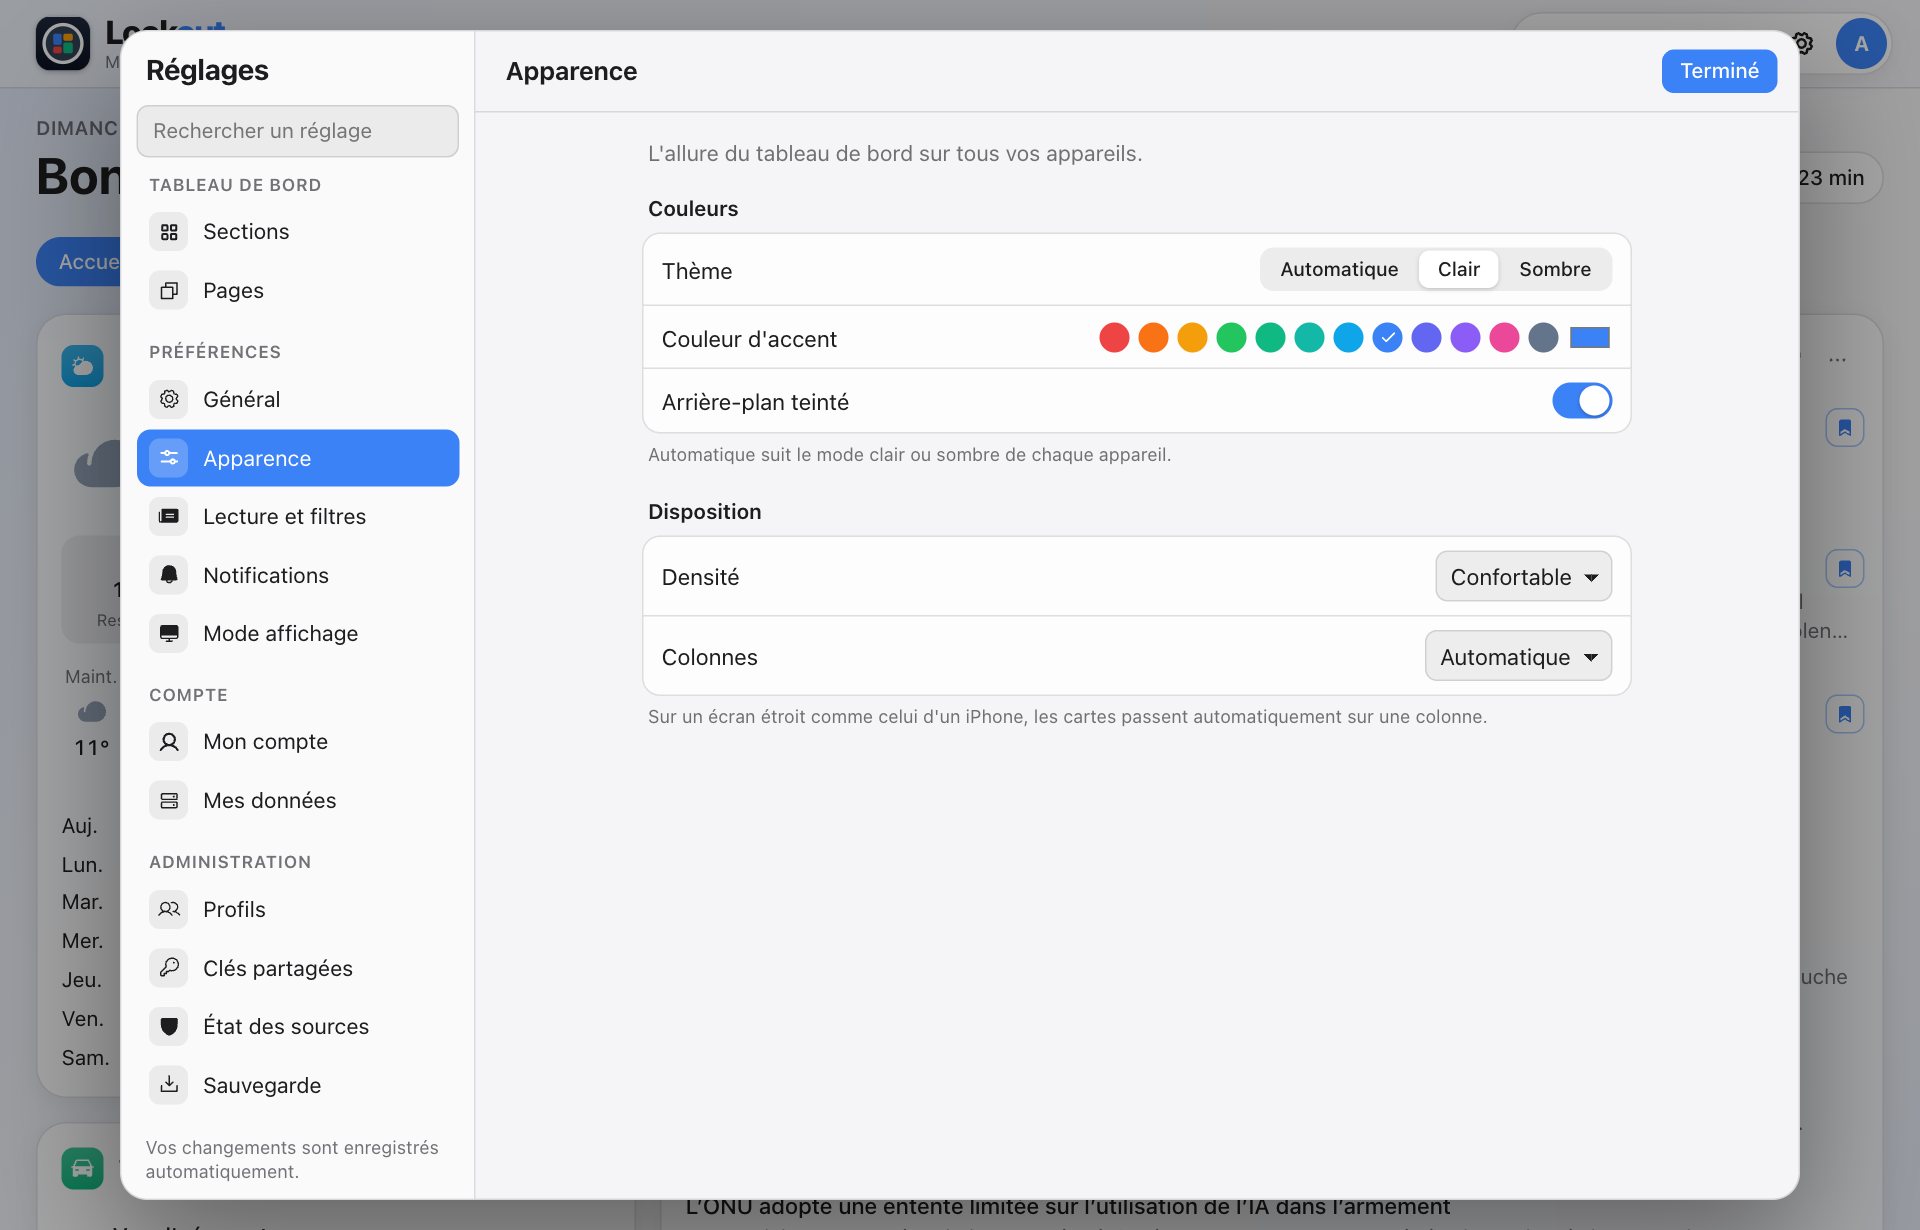 Réglages
Apparence
Terminé
A
Rechercher un réglage
23 min
L'allure du tableau de bord sur tous vos appareils.
TABLEAU DE BORD
Sections
Pages
Couleurs
Thème
Automatique
Clair
Sombre
Couleur d'accent
Arrière-plan teinté
Automatique suit le mode clair ou sombre de chaque appareil.
PRÉFÉRENCES
Général
Apparence
Lecture et filtres
Notifications
Mode affichage
Disposition
Densité
Confortable
Colonnes
Automatique
Sur un écran étroit comme celui d'un iPhone, les cartes passent automatiquement sur une colonne.
COMPTE
Mon compte
Mes données
ADMINISTRATION
Profils
Clés partagées
État des sources
Sauvegarde
Vos changements sont enregistrés
automatiquement.
Maint.
11°
Auj.
Lun.
Mar.
Mer.
Jeu.
Ven.
Sam.
L'ONU adopte une entente limitée sur l'utilisation de l'IA dans l'armement